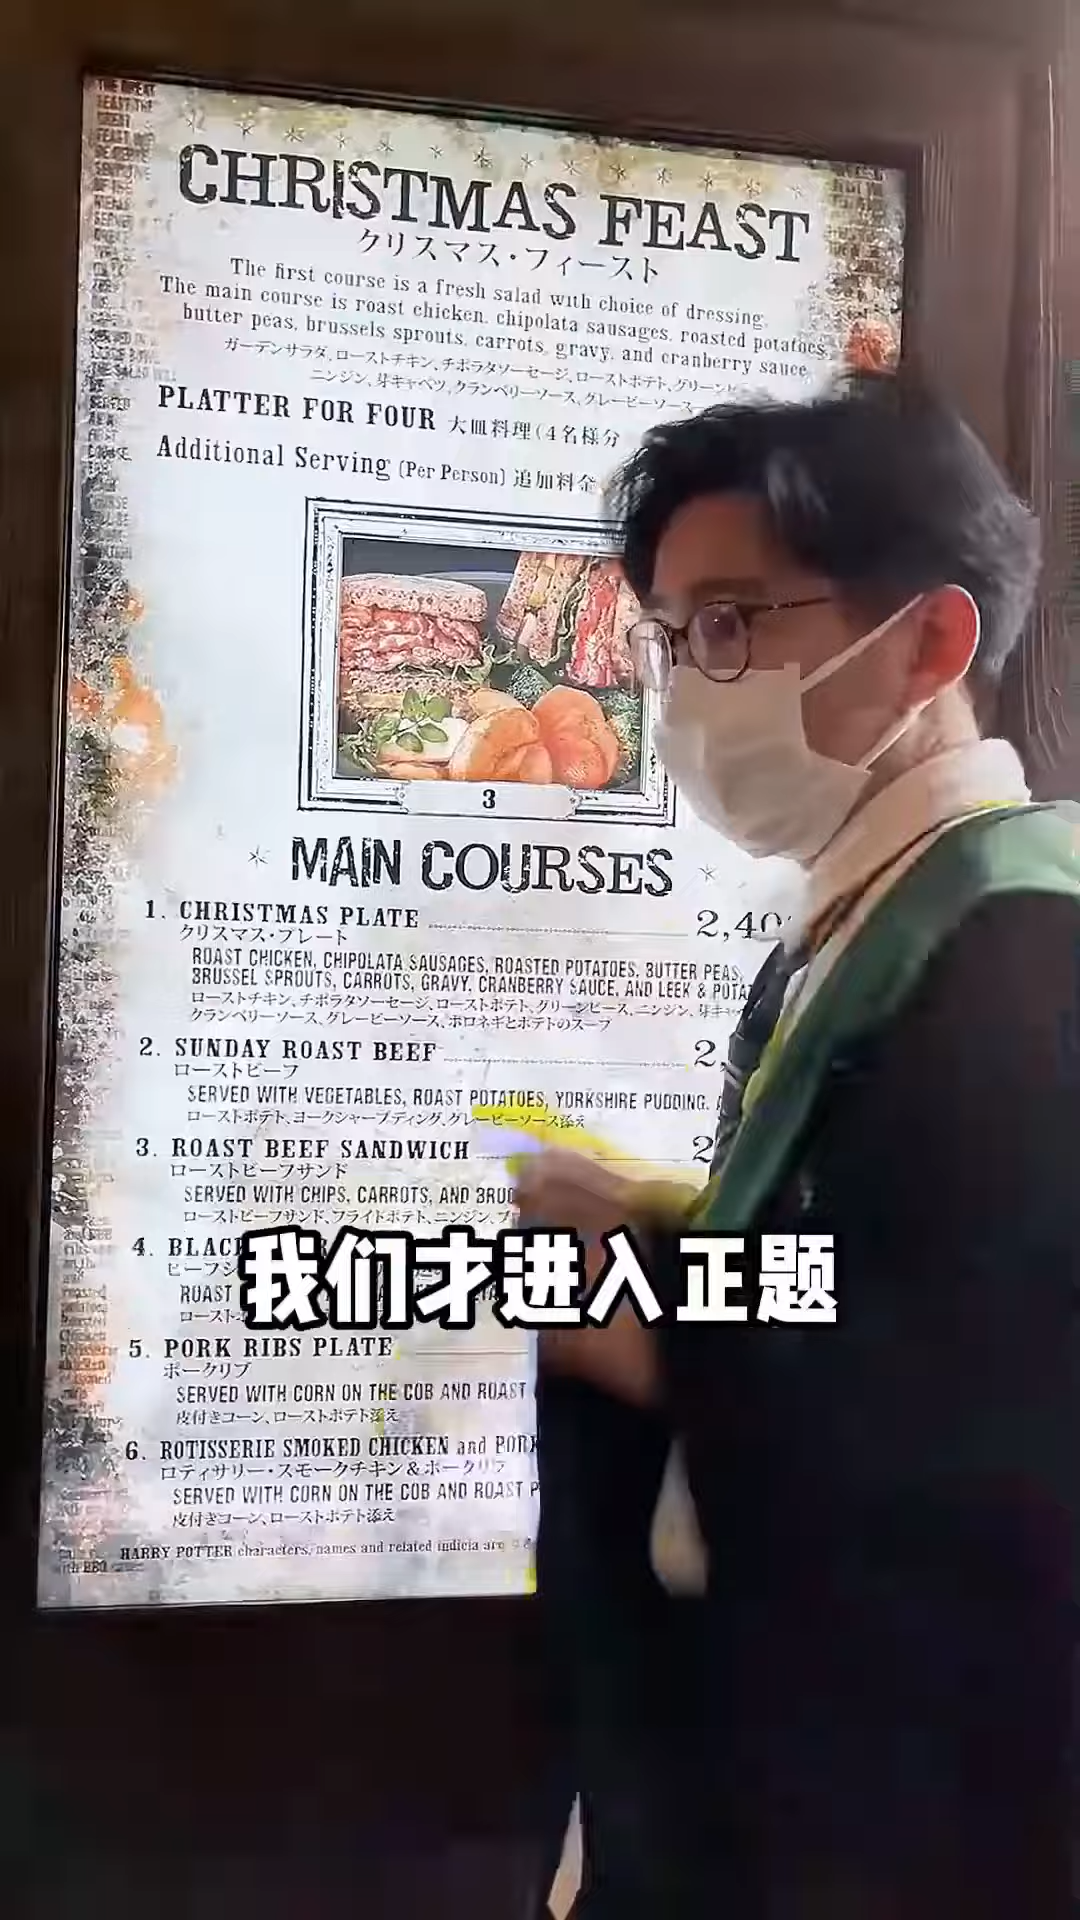 CHRISTMAS FEAST
クリスマス・フィースト
The first course is a fresh salad with choice of dressing.
The main course is roast chicken, chipolata sausages, roasted potatoes,
butter peas, brussels sprouts, carrots, gravy, and cranberry sauce.
ガーデンサラダ、ローストチキン、チポラタソーセージ、ローストポテト、グリーンピ
ニンジン、芽キャベツ、クランベリーソース、グレービーソース
PLATTER FOR FOUR 大皿料理(4名様分
Additional Serving (Per Person) 追加料金
3
MAIN COURSES
1. CHRISTMAS PLATE 2,40
クリスマス・プレート
ROAST CHICKEN, CHIPOLATA SAUSAGES, ROASTED POTATOES, BUTTER PEAS,
BRUSSEL SPROUTS, CARROTS, GRAVY, CRANBERRY SAUCE, AND LEEK & POTA
ローストチキン、チポラタソーセージ、ローストポテト、グリーンピース、ニンジン、芽キャ
クランベリーソース、グレービーソース、ポロネギとポテトのスープ
2. SUNDAY ROAST BEEF 2,
ローストビーフ
SERVED WITH VEGETABLES, ROAST POTATOES, YORKSHIRE PUDDING,
ローストポテト、ヨークシャープディング、グレービーソース添え
3. ROAST BEEF SANDWICH 2
ローストビーフサンド
SERVED WITH CHIPS, CARROTS, AND BROC
ローストビーフサンド、フライドポテト、ニンジン、ブ
4. BLAC
ビーフシ
ROAST
ロースト
我们才进入正题
5. PORK RIBS PLATE
ポークリブ
SERVED WITH CORN ON THE COB AND ROAST
皮付きコーン、ローストポテト添え
6. ROTISSERIE SMOKED CHICKEN and PORK
ロティサリー・スモークチキン&ポークリブ
SERVED WITH CORN ON THE COB AND ROAST P
皮付きコーン、ローストポテト添え
HARRY POTTER characters, names and related indicia are